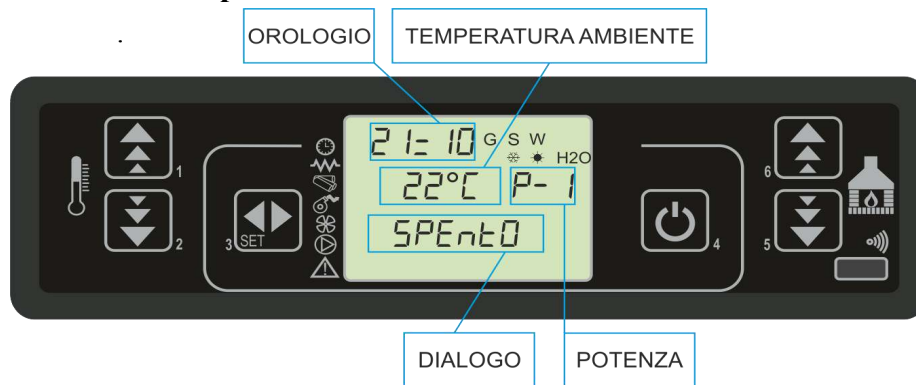 OROLOGIO
TEMPERATURA AMBIENTE
21:10 G S W
H2O
22°C P-1
SPEntO
1
2
3 SET
4
5
6
DIALOGO
POTENZA